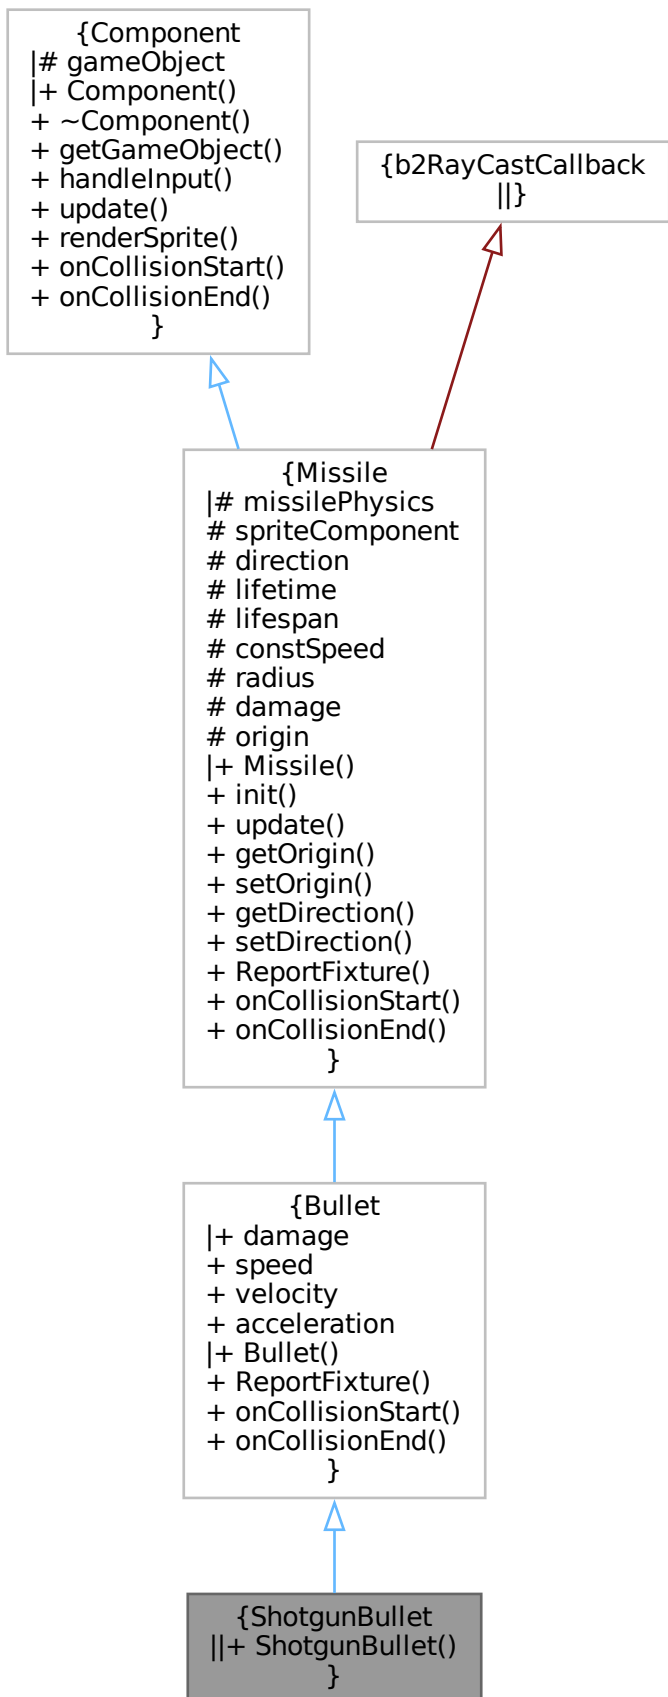 {Component
|# gameObject
|+ Component()
+ ~Component()
+ getGameObject()
+ handleInput()
+ update()
+ renderSprite()
+ onCollisionStart()
+ onCollisionEnd()
}
{b2RayCastCallback
||}
{Missile
|# missilePhysics
# spriteComponent
# direction
# lifetime
# lifespan
# constSpeed
# radius
# damage
# origin
|+ Missile()
+ init()
+ update()
+ getOrigin()
+ setOrigin()
+ getDirection()
+ setDirection()
+ ReportFixture()
+ onCollisionStart()
+ onCollisionEnd()
}
{Bullet
|+ damage
+ speed
+ velocity
+ acceleration
|+ Bullet()
+ ReportFixture()
+ onCollisionStart()
+ onCollisionEnd()
}
{ShotgunBullet
||+ ShotgunBullet()
}